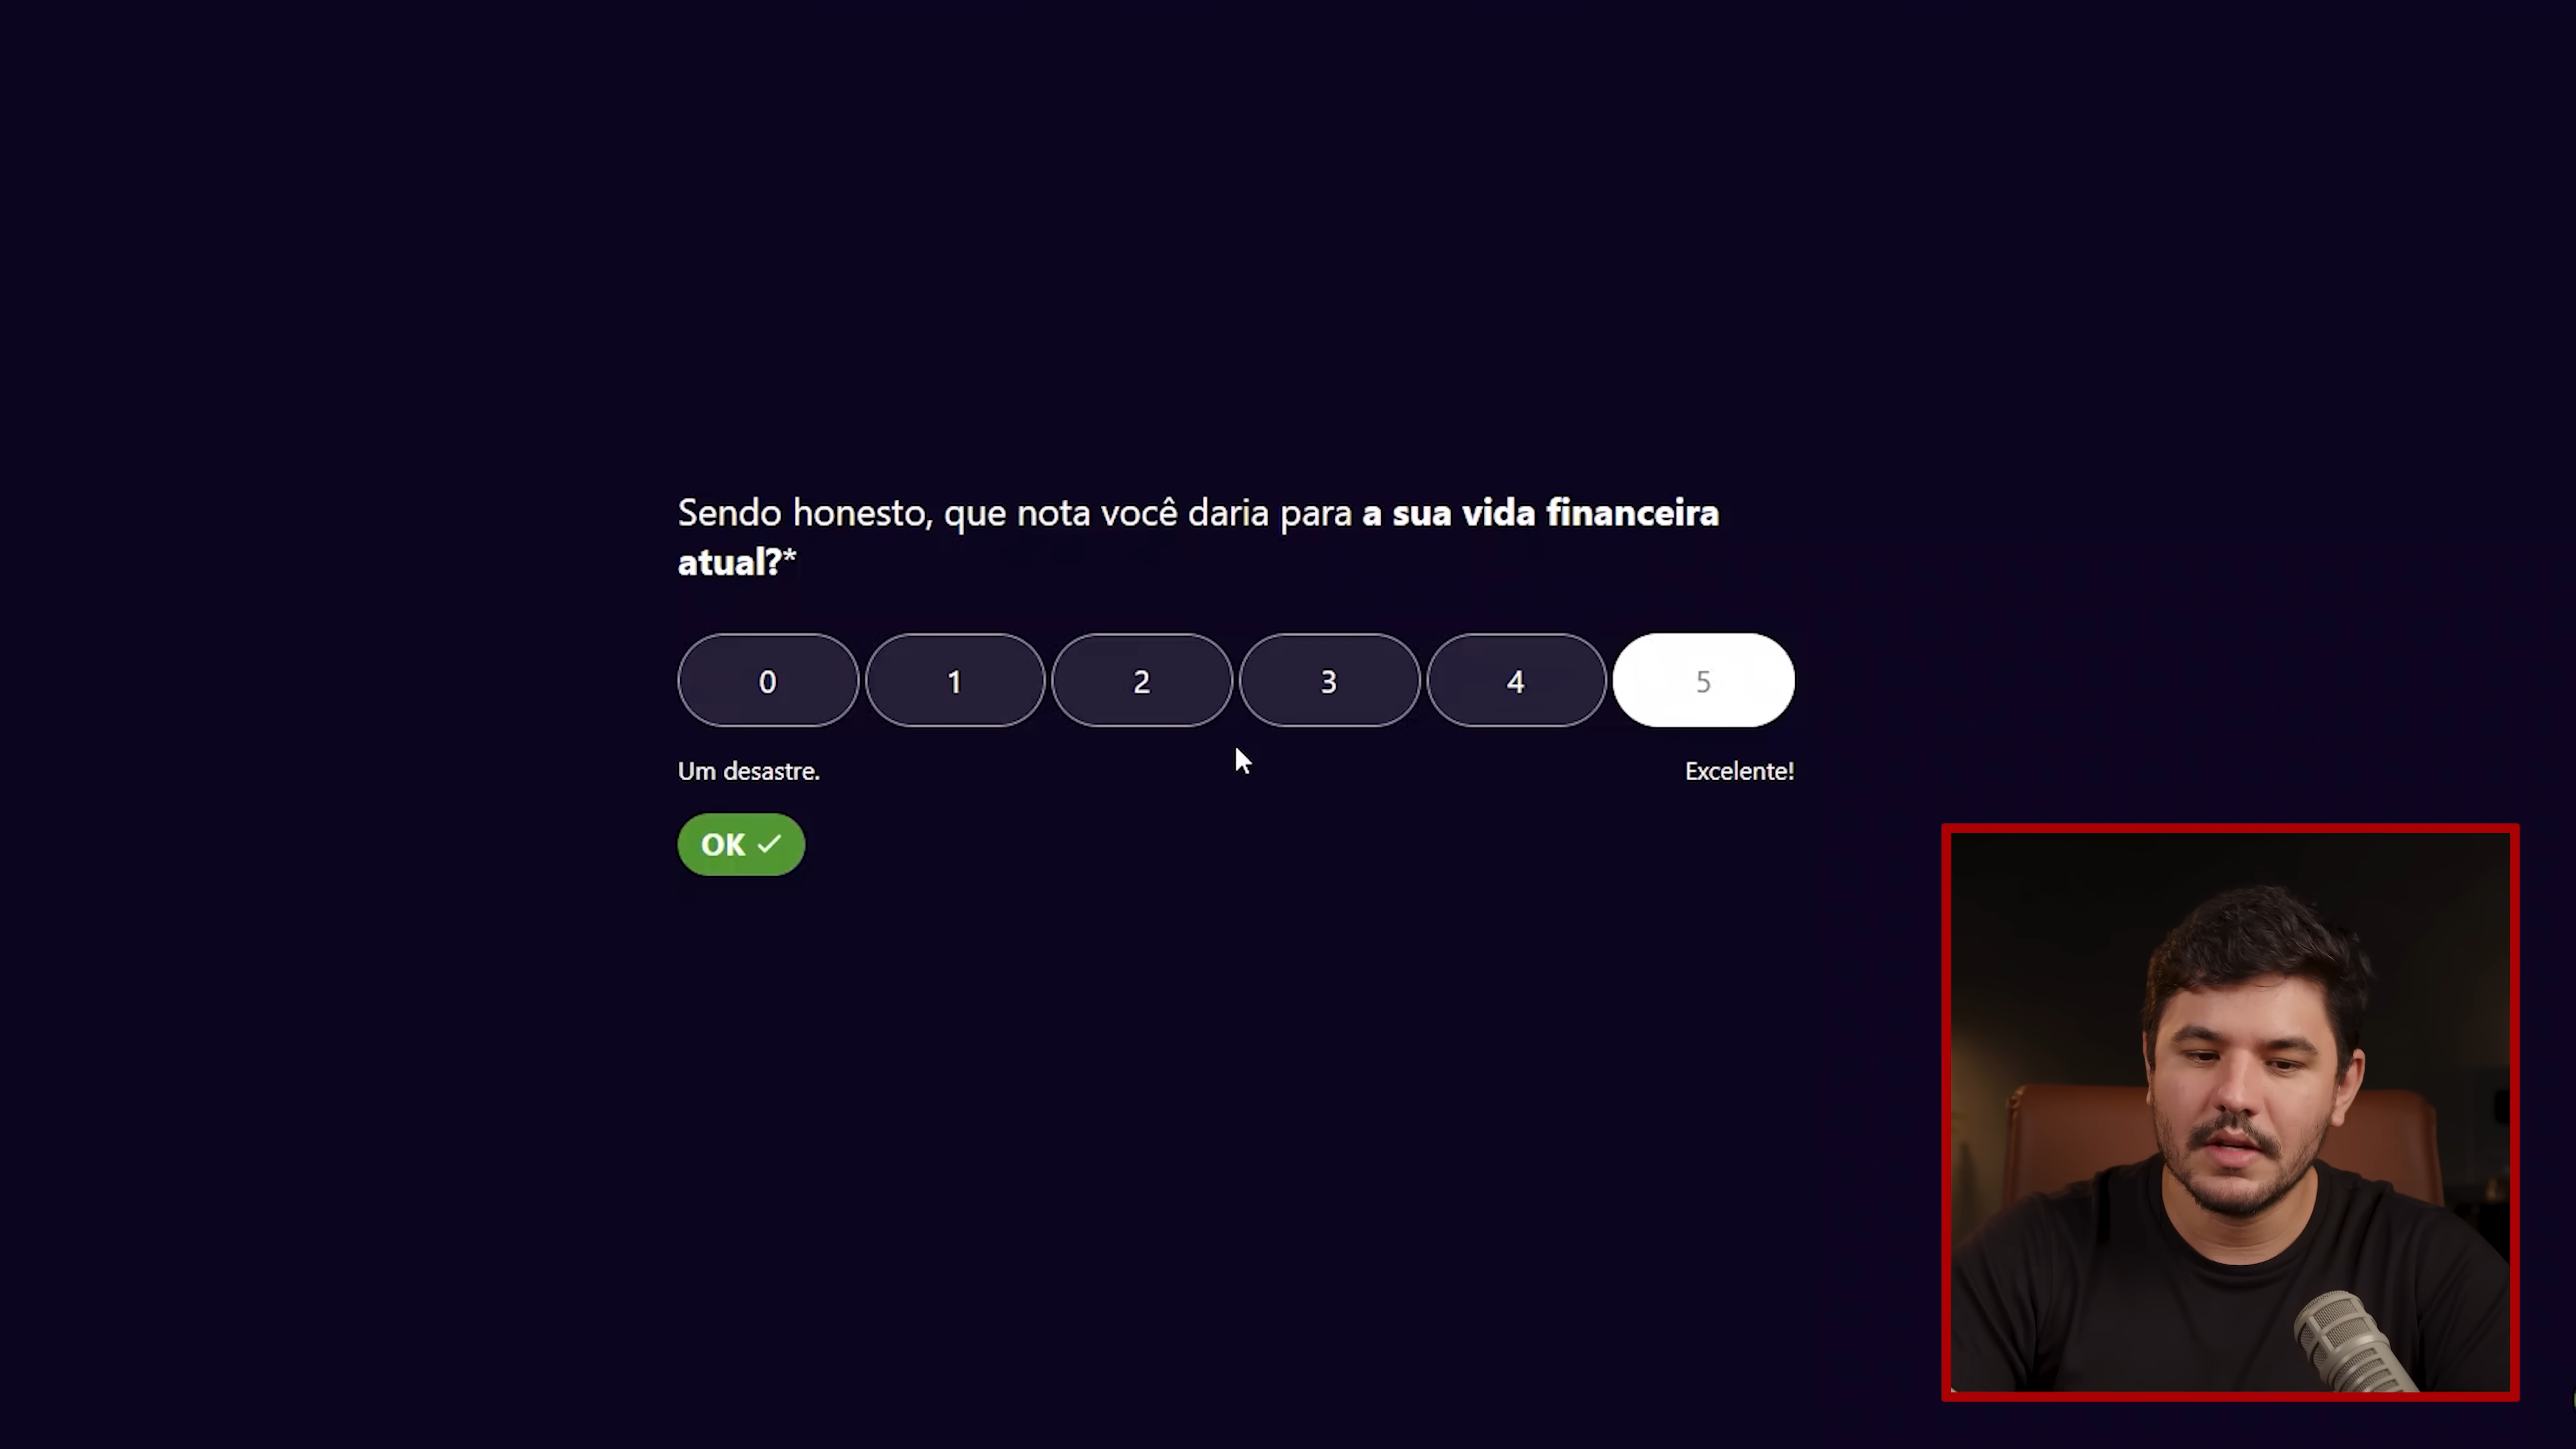 Sendo honesto, que nota você daria para a sua vida financeira
atual?*
0 1 2 3 4 5
Um desastre. Excelente!
OK